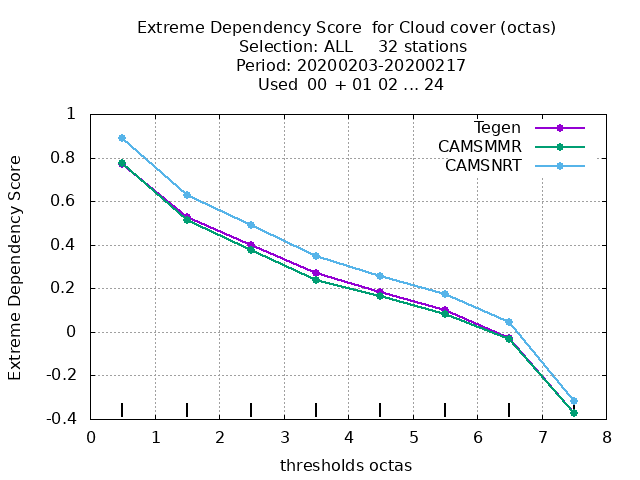 Extreme Dependency Score  for Cloud cover (octas)
Selection: ALL     32 stations
Period: 20200203-20200217
Used  00  + 01 02 ... 24
Tegen
CAMSMMR
CAMSNRT
Extreme Dependency Score
1
0.8
0.6
0.4
0.2
0
-0.2
-0.4
0 1 2 3 4 5 6 7 8
thresholds octas